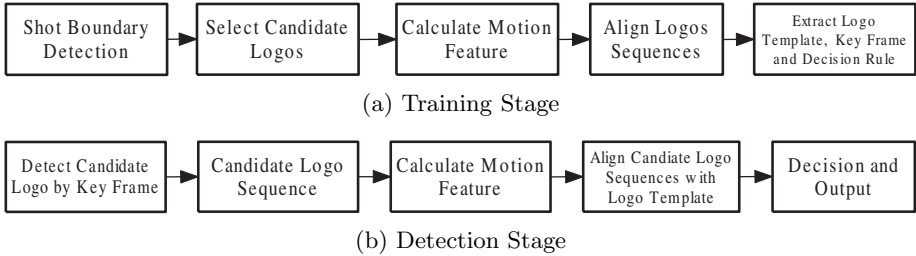 Shot Boundary
Detection
Select Candidate
Logos
Calculate Motion
Feature
Align Logos
Sequences
Extract Logo
Template, Key Frame
and Decision Rule
(a) Training Stage
Detect Candidate
Logo by Key Frame
Candidate Logo
Sequence
Calculate Motion
Feature
Align Candiate Logo
Sequences with
Logo Template
Decision and
Output
(b) Detection Stage